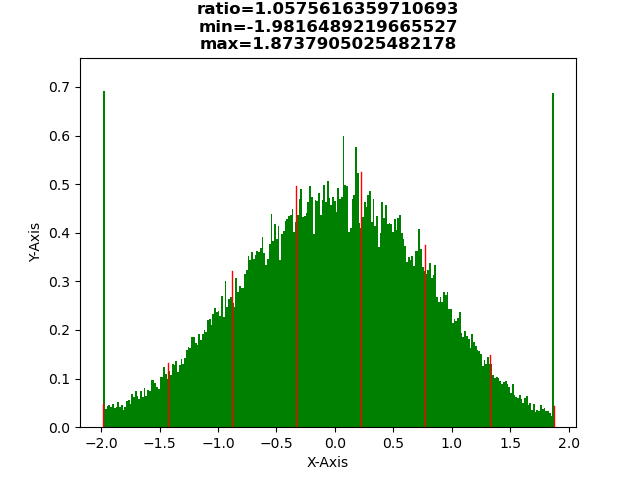 ratio=1.0575616359710693
min=-1.9816489219665527
max=1.8737905025482178
0.7
0.6
0.5
0.4
0.3
0.2
0.1
0.0
Y-Axis
−2.0 −1.5 −1.0 −0.5 0.0 0.5 1.0 1.5 2.0
X-Axis